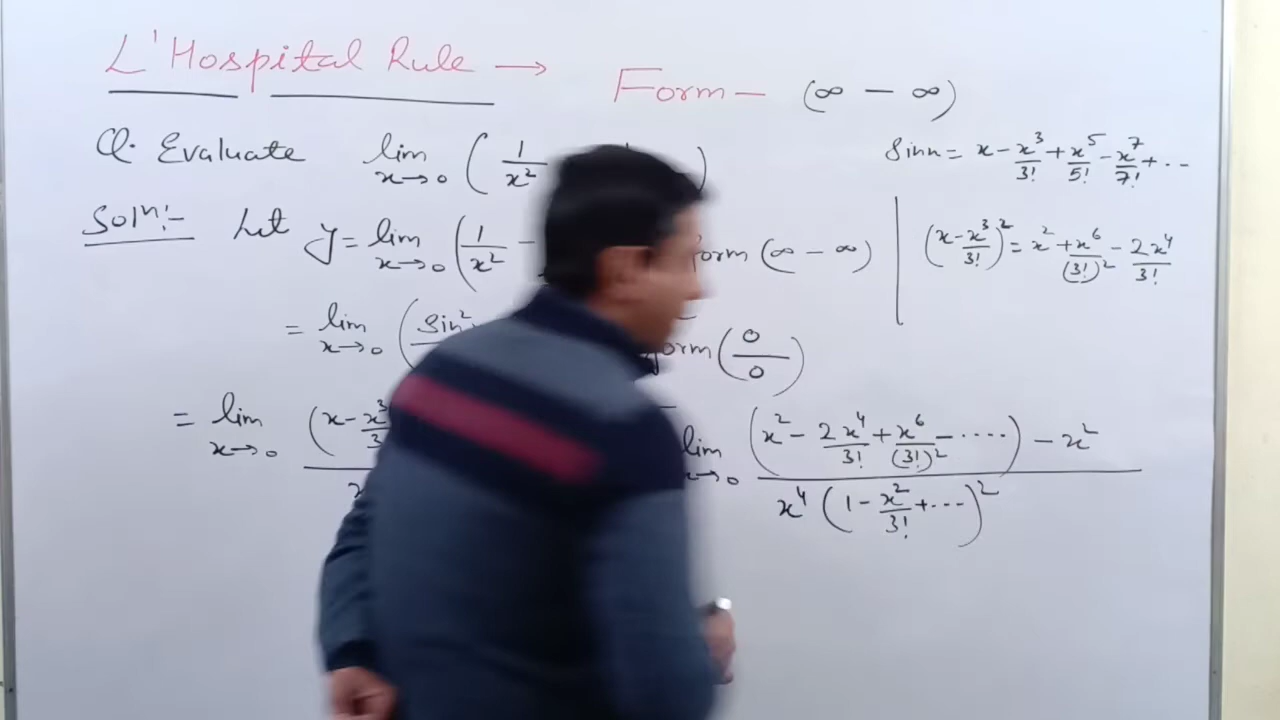 L'Hospital Rule → Form - (∞ - ∞)
Q. Evaluate lim x→0 ( 1/x²
Sinx = x - x³/3! + x⁵/5! - x⁷/7! + ..
Soln:- Let y = lim x→0 ( 1/x² - form (∞ - ∞)
(x - x³/3!)² = x² + x⁶/(3!)² - 2x⁴/3!
= lim x→0 ( Sin² form ( 0/0 )
= lim x→0 (x - x³/3 lim x→0 (x² - 2x⁴/3! + x⁶/(3!)² - ....) - x²
x⁴ (1 - x²/3! + ...)²